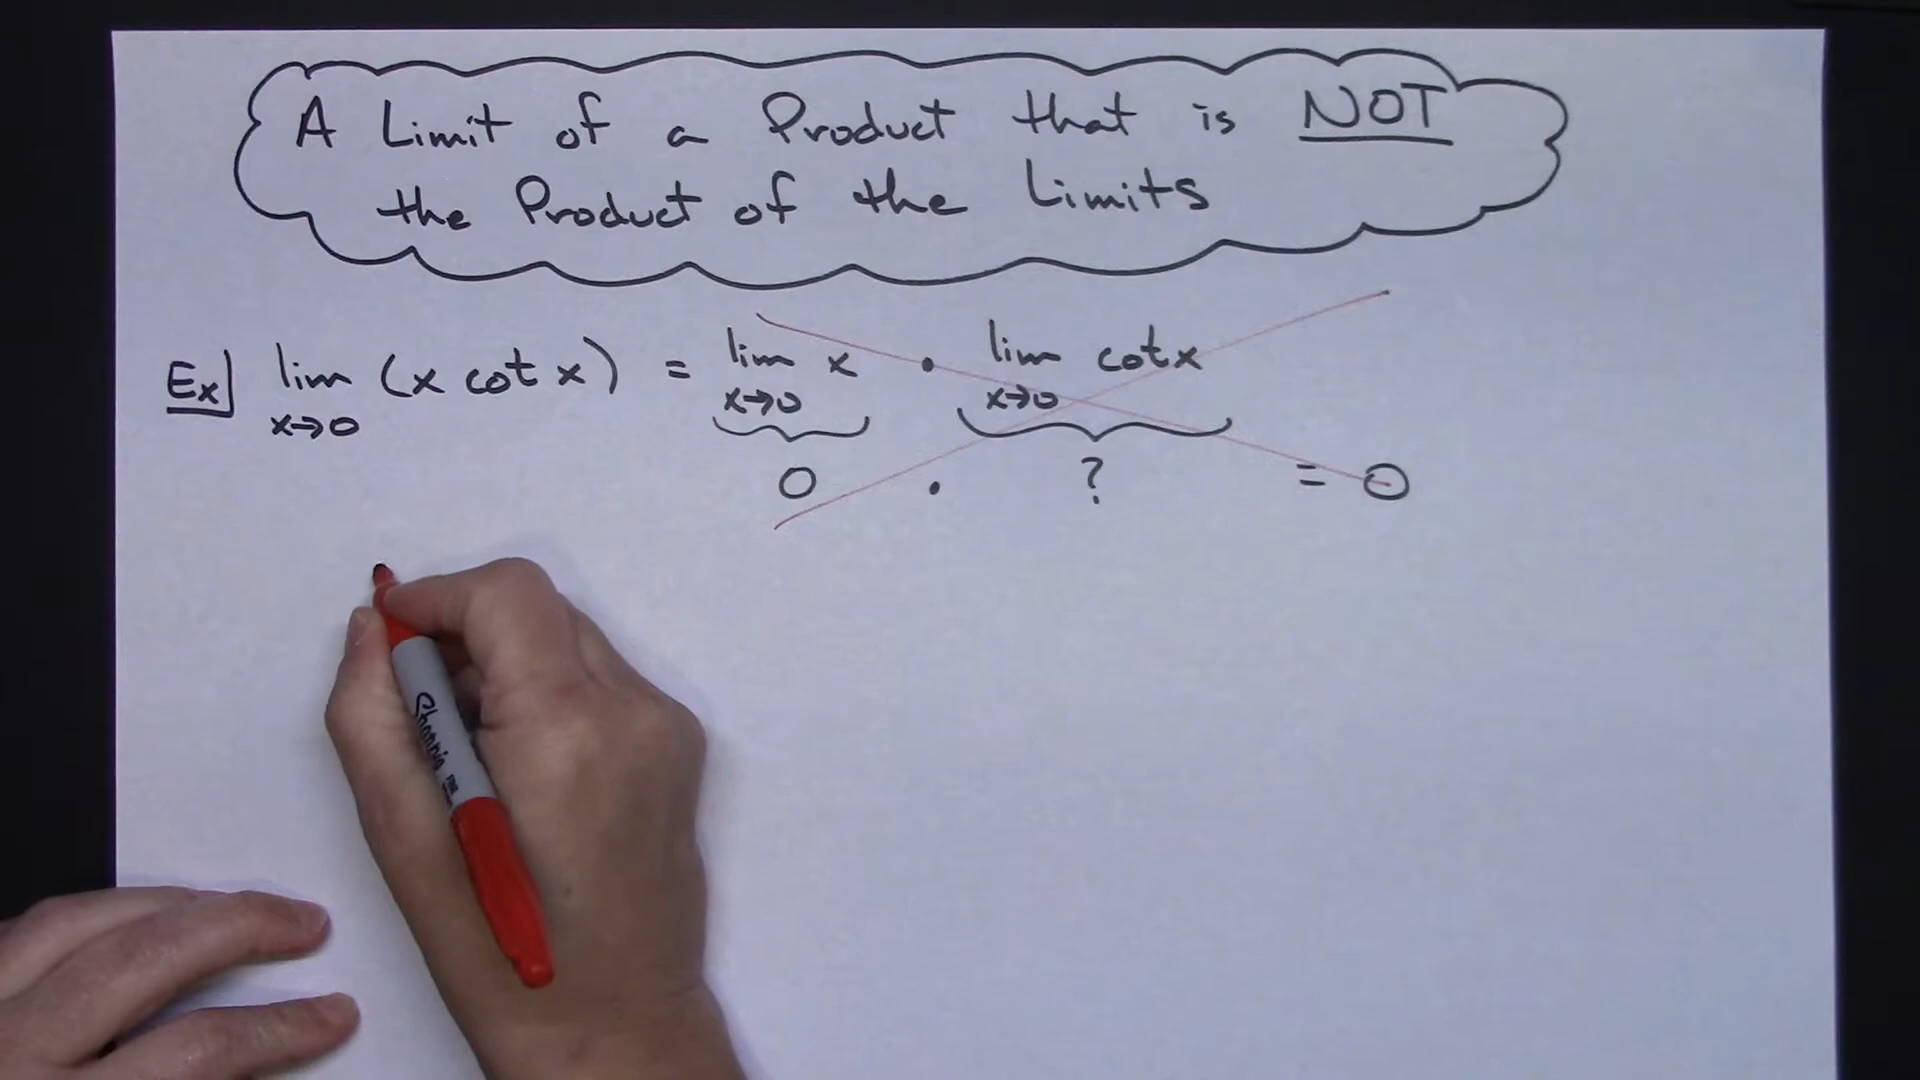 A Limit of a Product that is NOT
the Product of the Limits
Ex] lim (x cot x) = lim x • lim cot x
x→0 x→0 x→0
0 • ? = 0
Sharpie